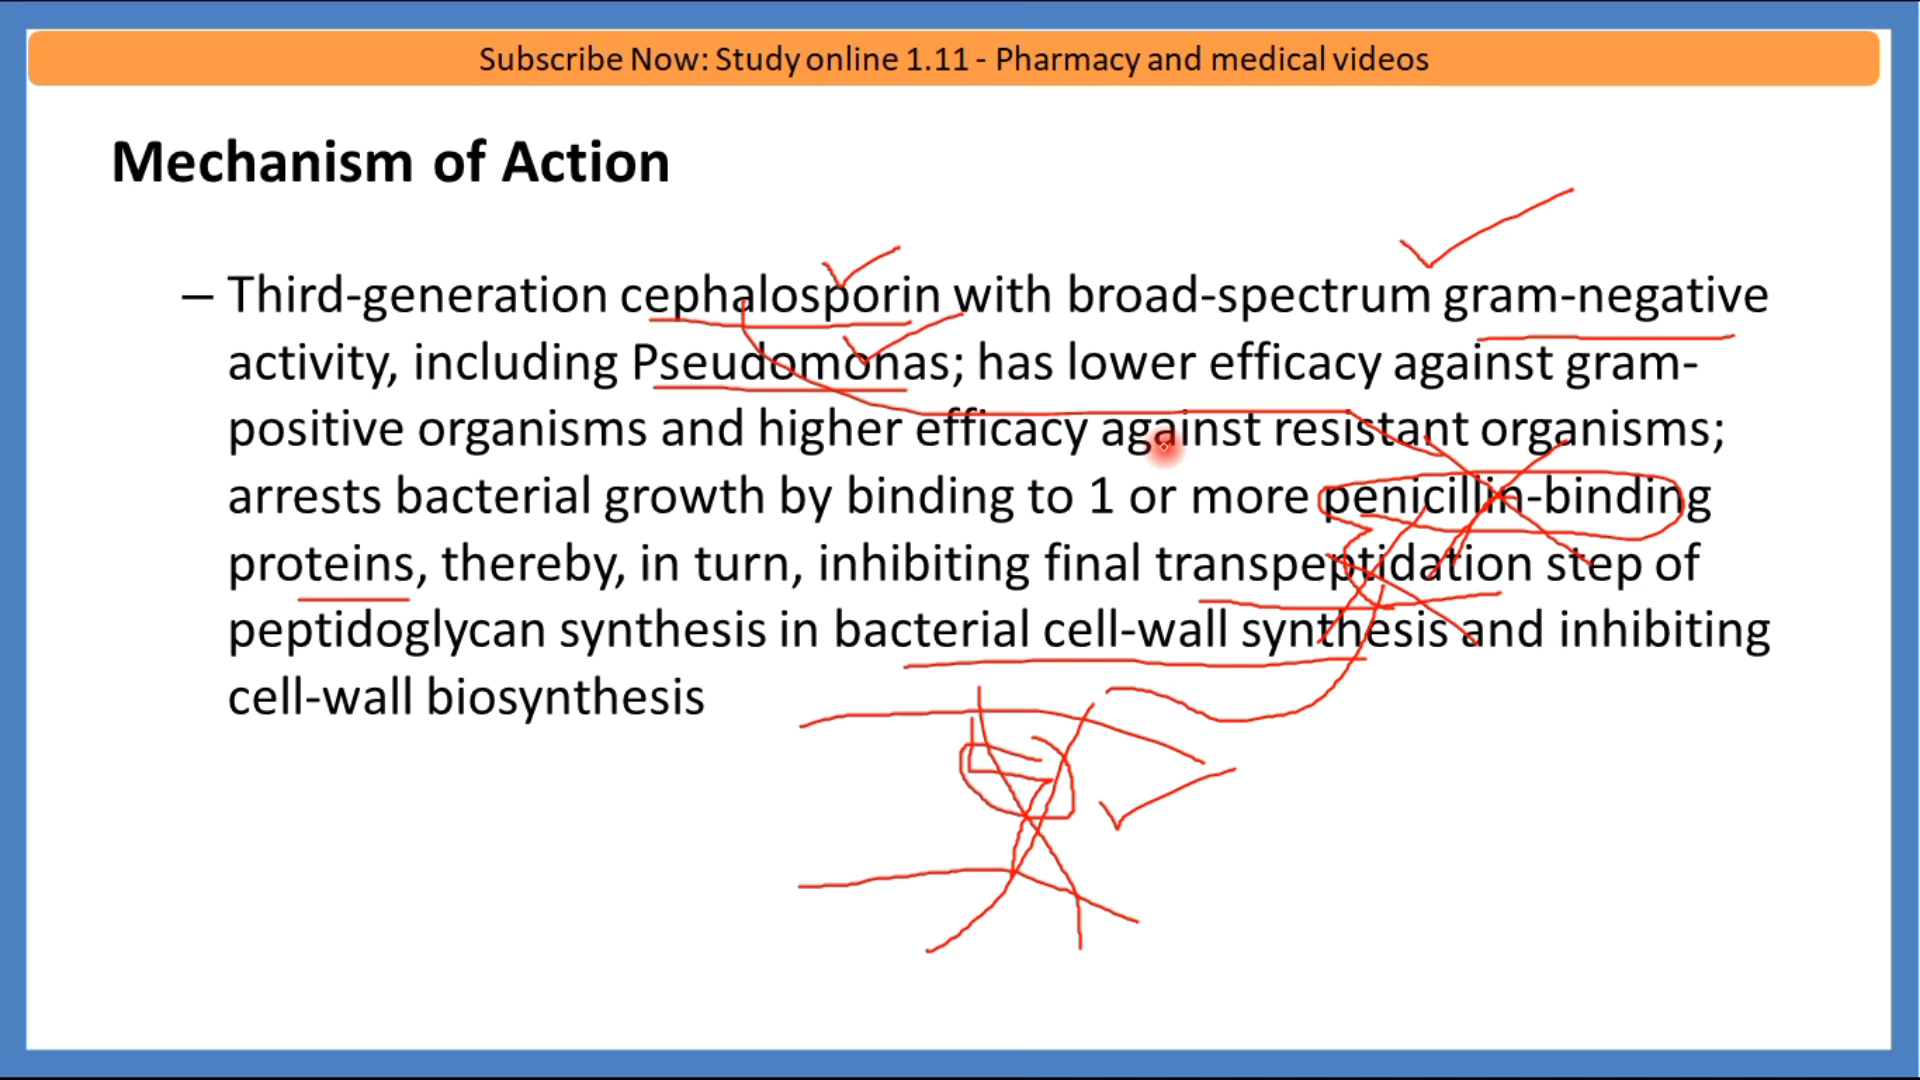 Subscribe Now: Study online 1.11 - Pharmacy and medical videos
Mechanism of Action
– Third-generation cephalosporin with broad-spectrum gram-negative
activity, including Pseudomonas; has lower efficacy against gram-
positive organisms and higher efficacy against resistant organisms;
arrests bacterial growth by binding to 1 or more penicillin-binding
proteins, thereby, in turn, inhibiting final transpeptidation step of
peptidoglycan synthesis in bacterial cell-wall synthesis and inhibiting
cell-wall biosynthesis